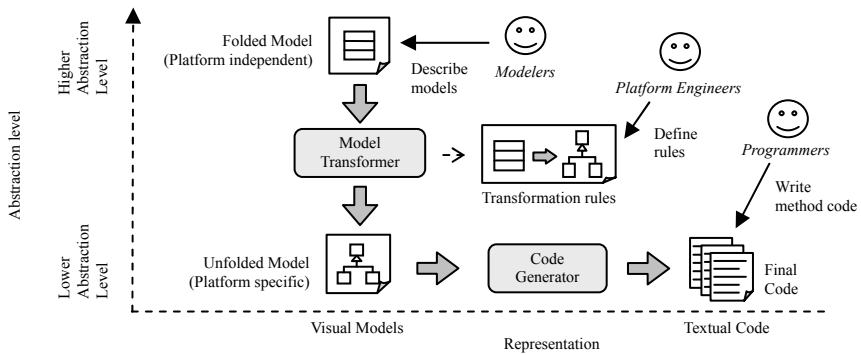 Abstraction level
Higher
Abstraction
Level
Lower
Abstraction
Level
Folded Model
(Platform independent)
Describe
models
Modelers
Platform Engineers
Define
rules
Programmers
Write
method code
Model
Transformer
Transformation rules
Unfolded Model
(Platform specific)
Code
Generator
Final
Code
Visual Models
Textual Code
Representation